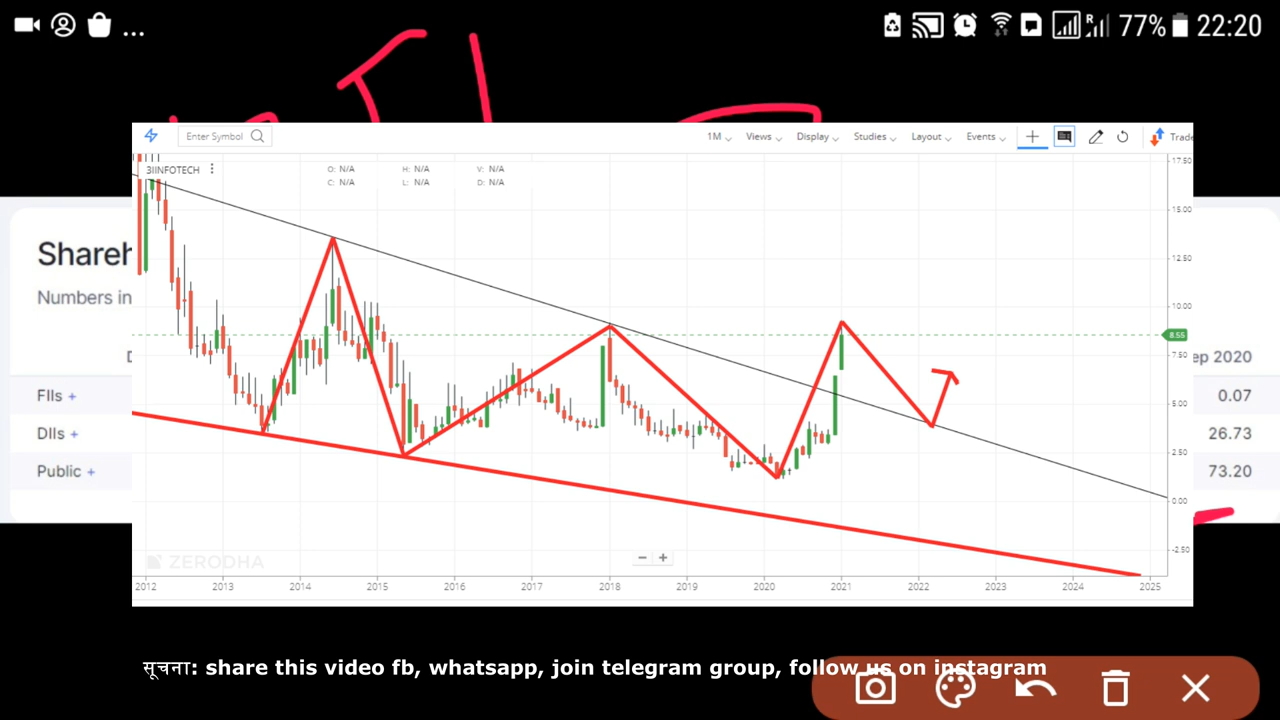 ... 77% 22:20
Enter Symbol 1M Views Display Studies Layout Events Trade
3IINFOTECH O: N/A H: N/A V: N/A
C: N/A L: N/A D: N/A
17.50
15.00
12.50
10.00
8.55
7.50
5.00
2.50
0.00
-2.50
Numbers in
ep 2020
FIIs + 0.07
DIIs + 26.73
Public + 73.20
ZERODHA
− +
2012 2013 2014 2015 2016 2017 2018 2019 2020 2021 2022 2023 2024 2025
सूचना: share this video fb, whatsapp, join telegram group, follow us on instagram